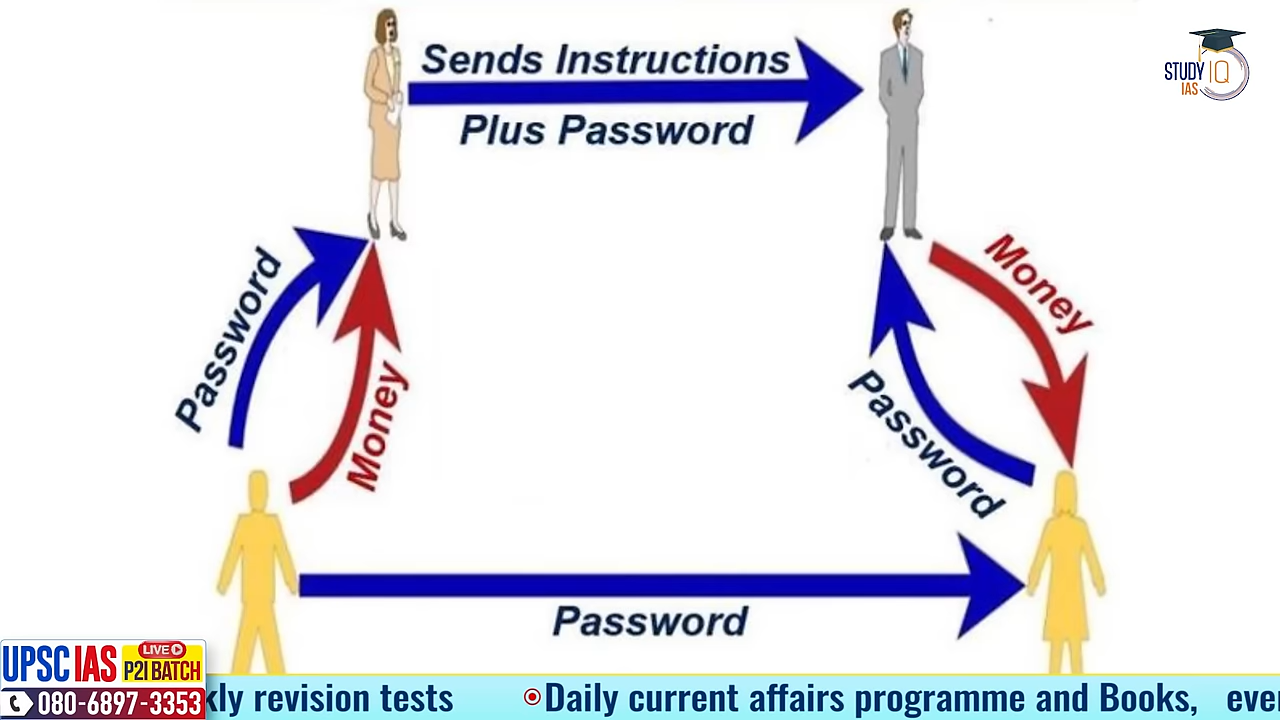 Sends Instructions
Plus Password
STUDY IQ
IAS
Password
Money
Money
Password
Password
UPSC IAS LIVE P2I BATCH
080-6897-3353
kly revision tests Daily current affairs programme and Books, ever